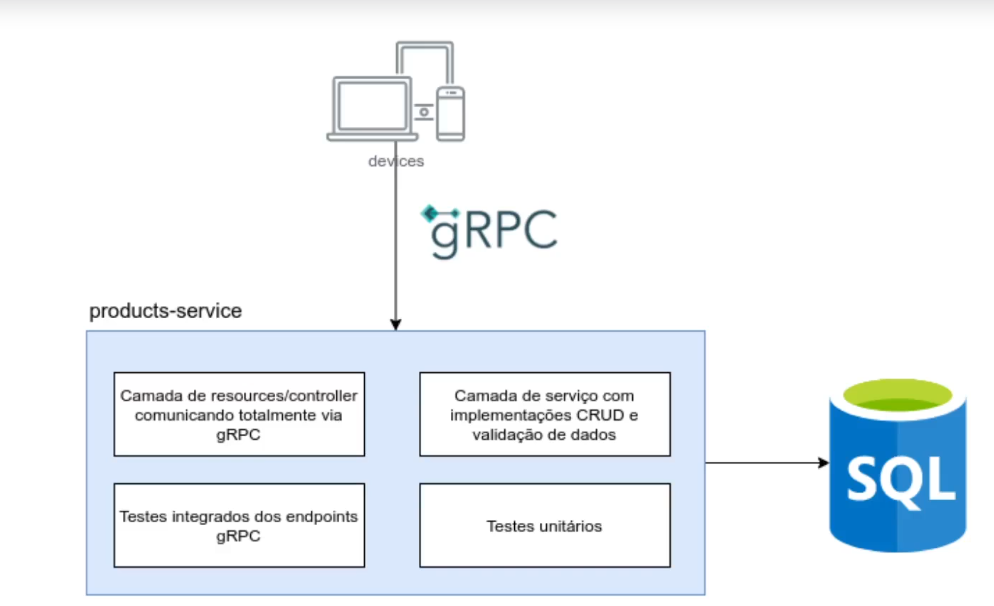 devices
gRPC
products-service
Camada de resources/controller
comunicando totalmente via
gRPC
Camada de serviço com
implementações CRUD e
validação de dados
Testes integrados dos endpoints
gRPC
Testes unitários
SQL